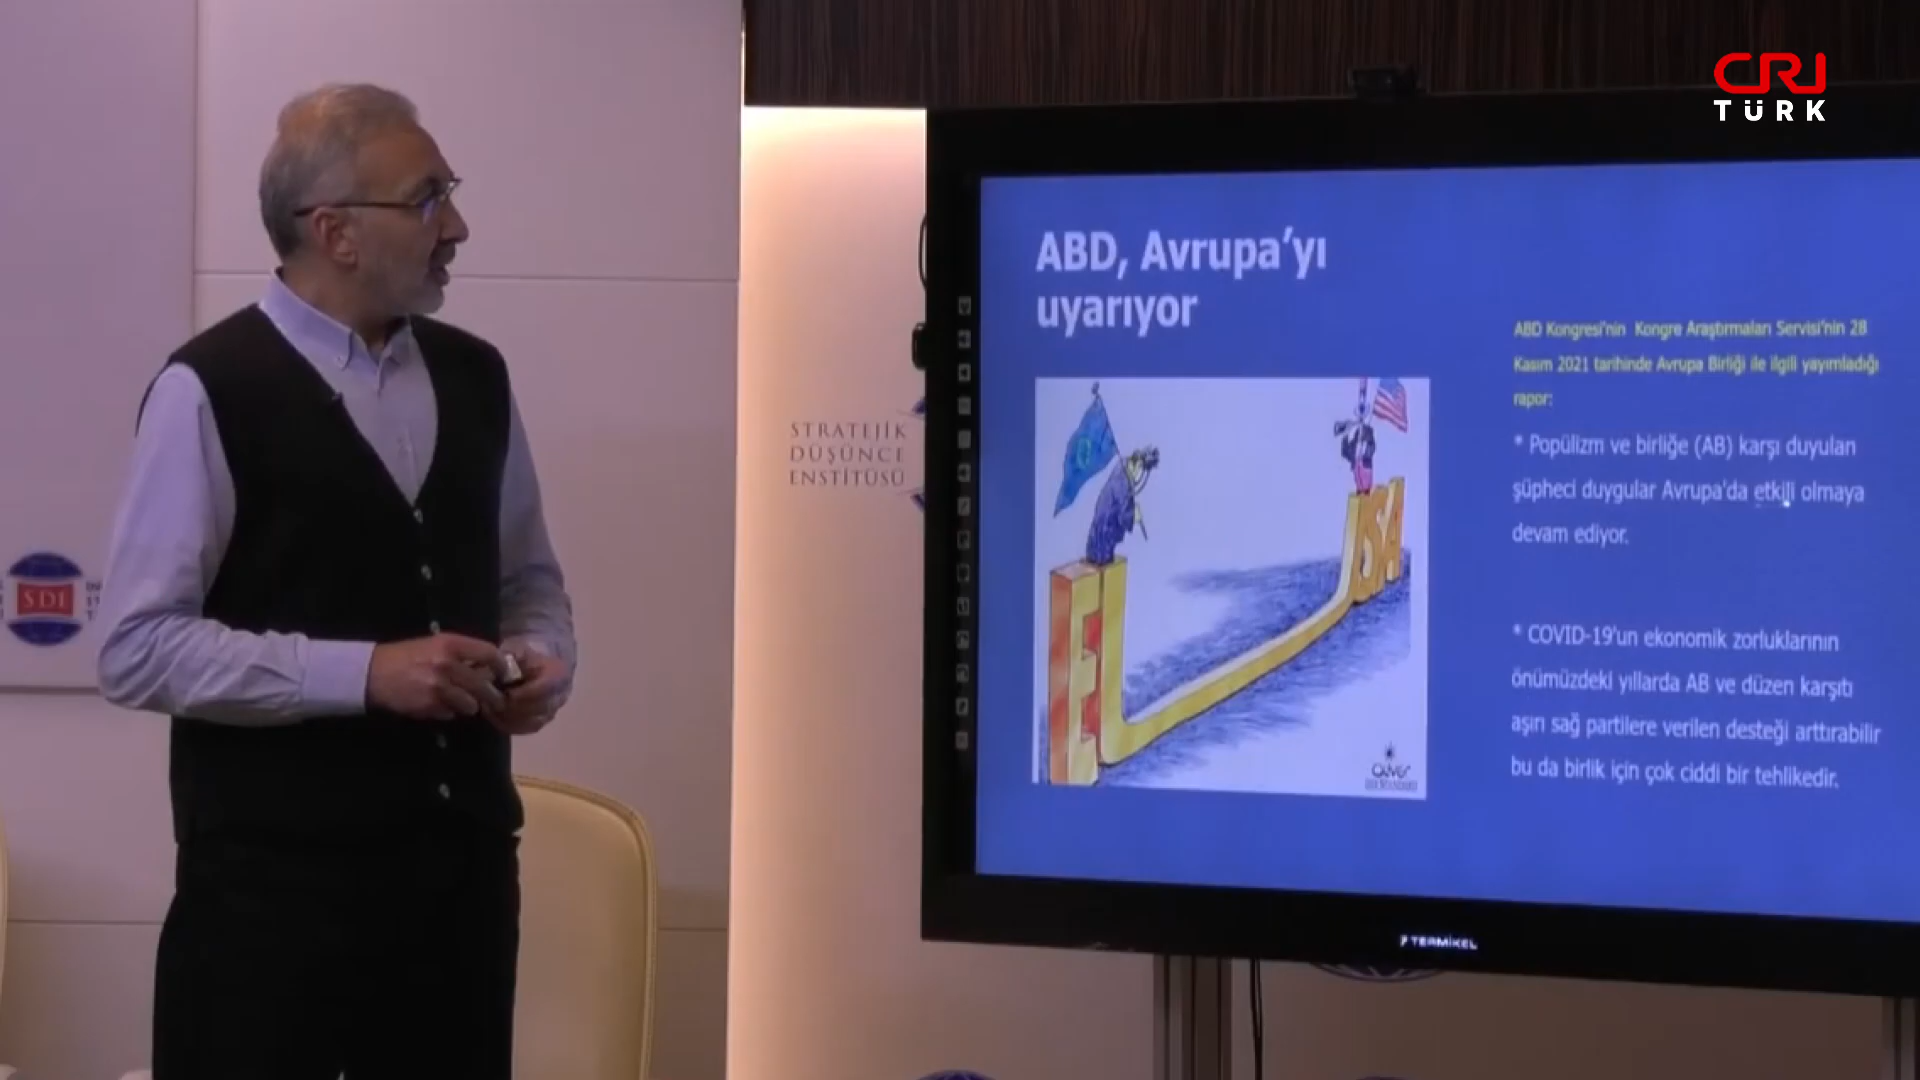 CRI
TÜRK
ABD, Avrupa’yı
uyarıyor
ABD Kongresi'nin Kongre Araştırmaları Servisi'nin 28
Kasım 2021 tarihinde Avrupa Birliği ile ilgili yayımladığı
rapor:
* Popülizm ve birliğe (AB) karşı duyulan
şüpheci duygular Avrupa'da etkili olmaya
devam ediyor.
* COVID-19'un ekonomik zorluklarının
önümüzdeki yıllarda AB ve düzen karşıtı
aşırı sağ partilere verilen desteği arttırabilir
bu da birlik için çok ciddi bir tehlikedir.
EU
USA
STRATEJİK
DÜŞÜNCE
ENSTİTÜSÜ
SDE
TERMİKEL